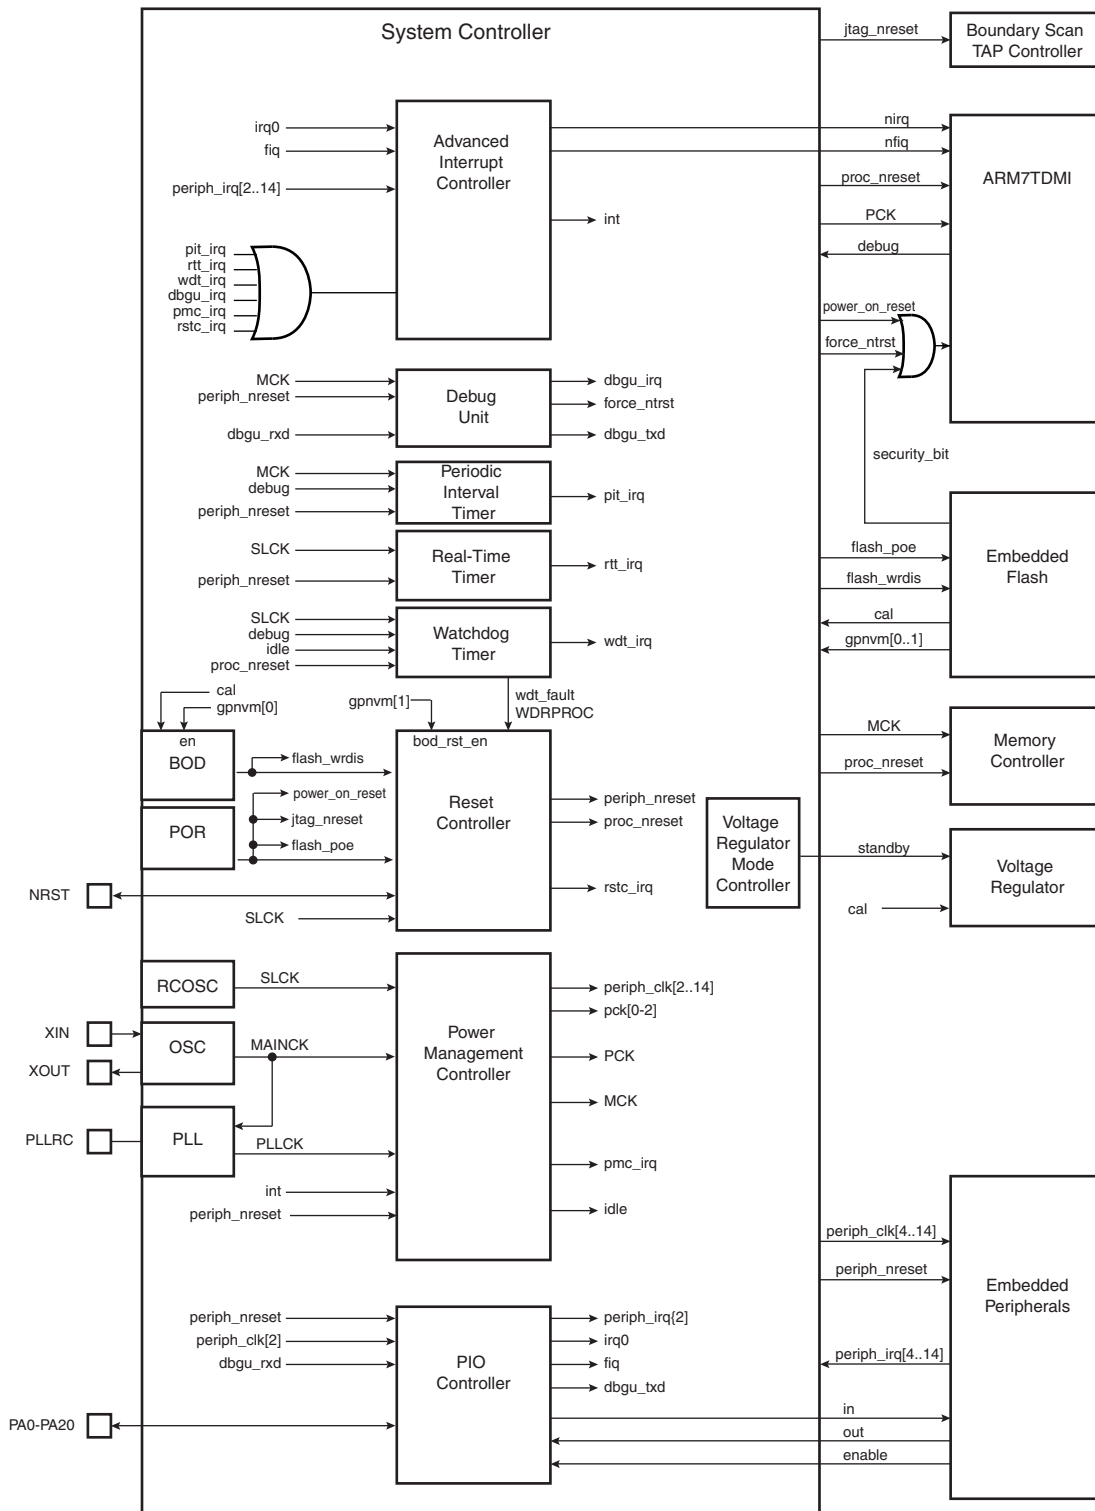 System Controller
jtag_nreset
Boundary Scan
TAP Controller
irq0
fiq
periph_irq[2..14]
Advanced
Interrupt
Controller
int
nirq
nfiq
proc_nreset
PCK
debug
ARM7TDMI
pit_irq
rtt_irq
wdt_irq
dbgu_irq
pmc_irq
rstc_irq
power_on_reset
force_ntrst
security_bit
MCK
periph_nreset
dbgu_rxd
Debug
Unit
dbgu_irq
force_ntrst
dbgu_txd
MCK
debug
periph_nreset
Periodic
Interval
Timer
pit_irq
SLCK
periph_nreset
Real-Time
Timer
rtt_irq
flash_poe
flash_wrdis
cal
gpnvm[0..1]
Embedded
Flash
SLCK
debug
idle
proc_nreset
Watchdog
Timer
wdt_irq
cal
gpnvm[0]
gpnvm[1]
wdt_fault
WDRPROC
en
BOD
flash_wrdis
power_on_reset
jtag_nreset
flash_poe
POR
bod_rst_en
Reset
Controller
periph_nreset
proc_nreset
rstc_irq
NRST
SLCK
MCK
proc_nreset
Memory
Controller
Voltage
Regulator
Mode
Controller
standby
cal
Voltage
Regulator
RCOSC
SLCK
XIN
OSC
MAINCK
XOUT
PLLRC
PLL
PLLCK
int
periph_nreset
Power
Management
Controller
periph_clk[2..14]
pck[0-2]
PCK
MCK
pmc_irq
idle
periph_clk[4..14]
periph_nreset
periph_irq[4..14]
in
out
enable
Embedded
Peripherals
periph_nreset
periph_clk[2]
dbgu_rxd
PIO
Controller
periph_irq{2]
irq0
fiq
dbgu_txd
PA0-PA20